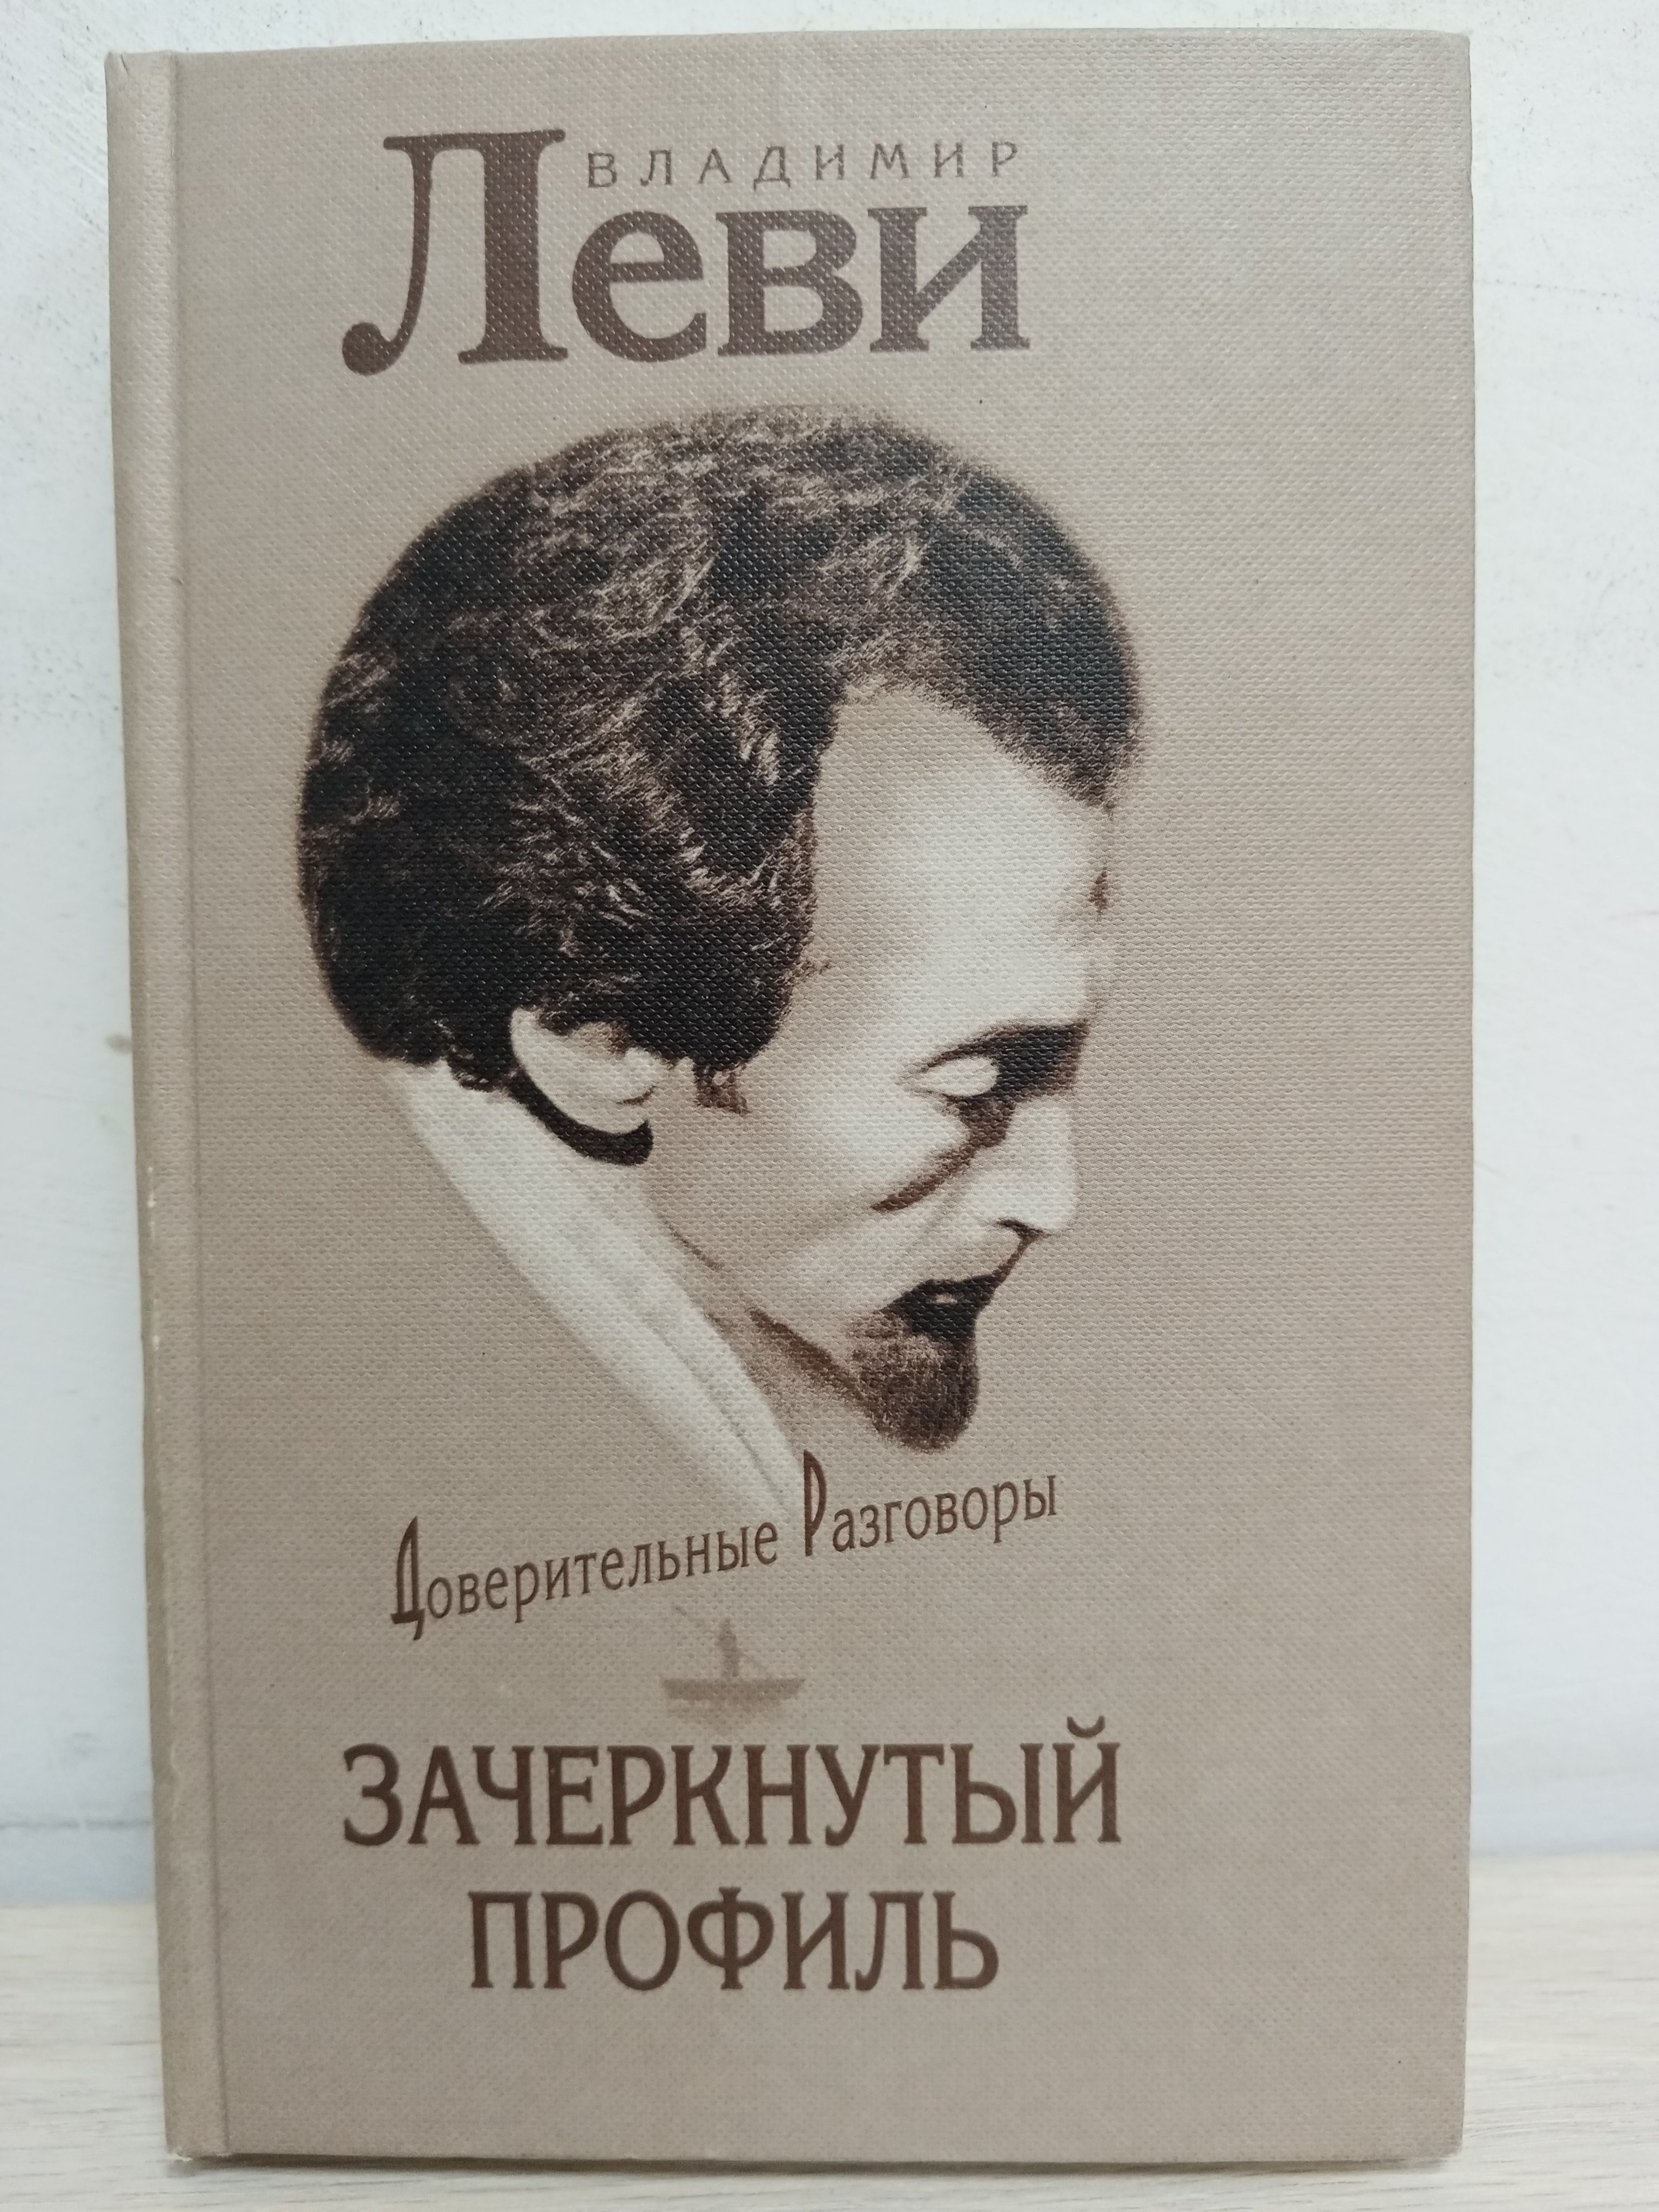 ВЛАДИМИР
Леви
Доверительные Разговоры
ЗАЧЕРКНУТЫЙ
ПРОФИЛЬ